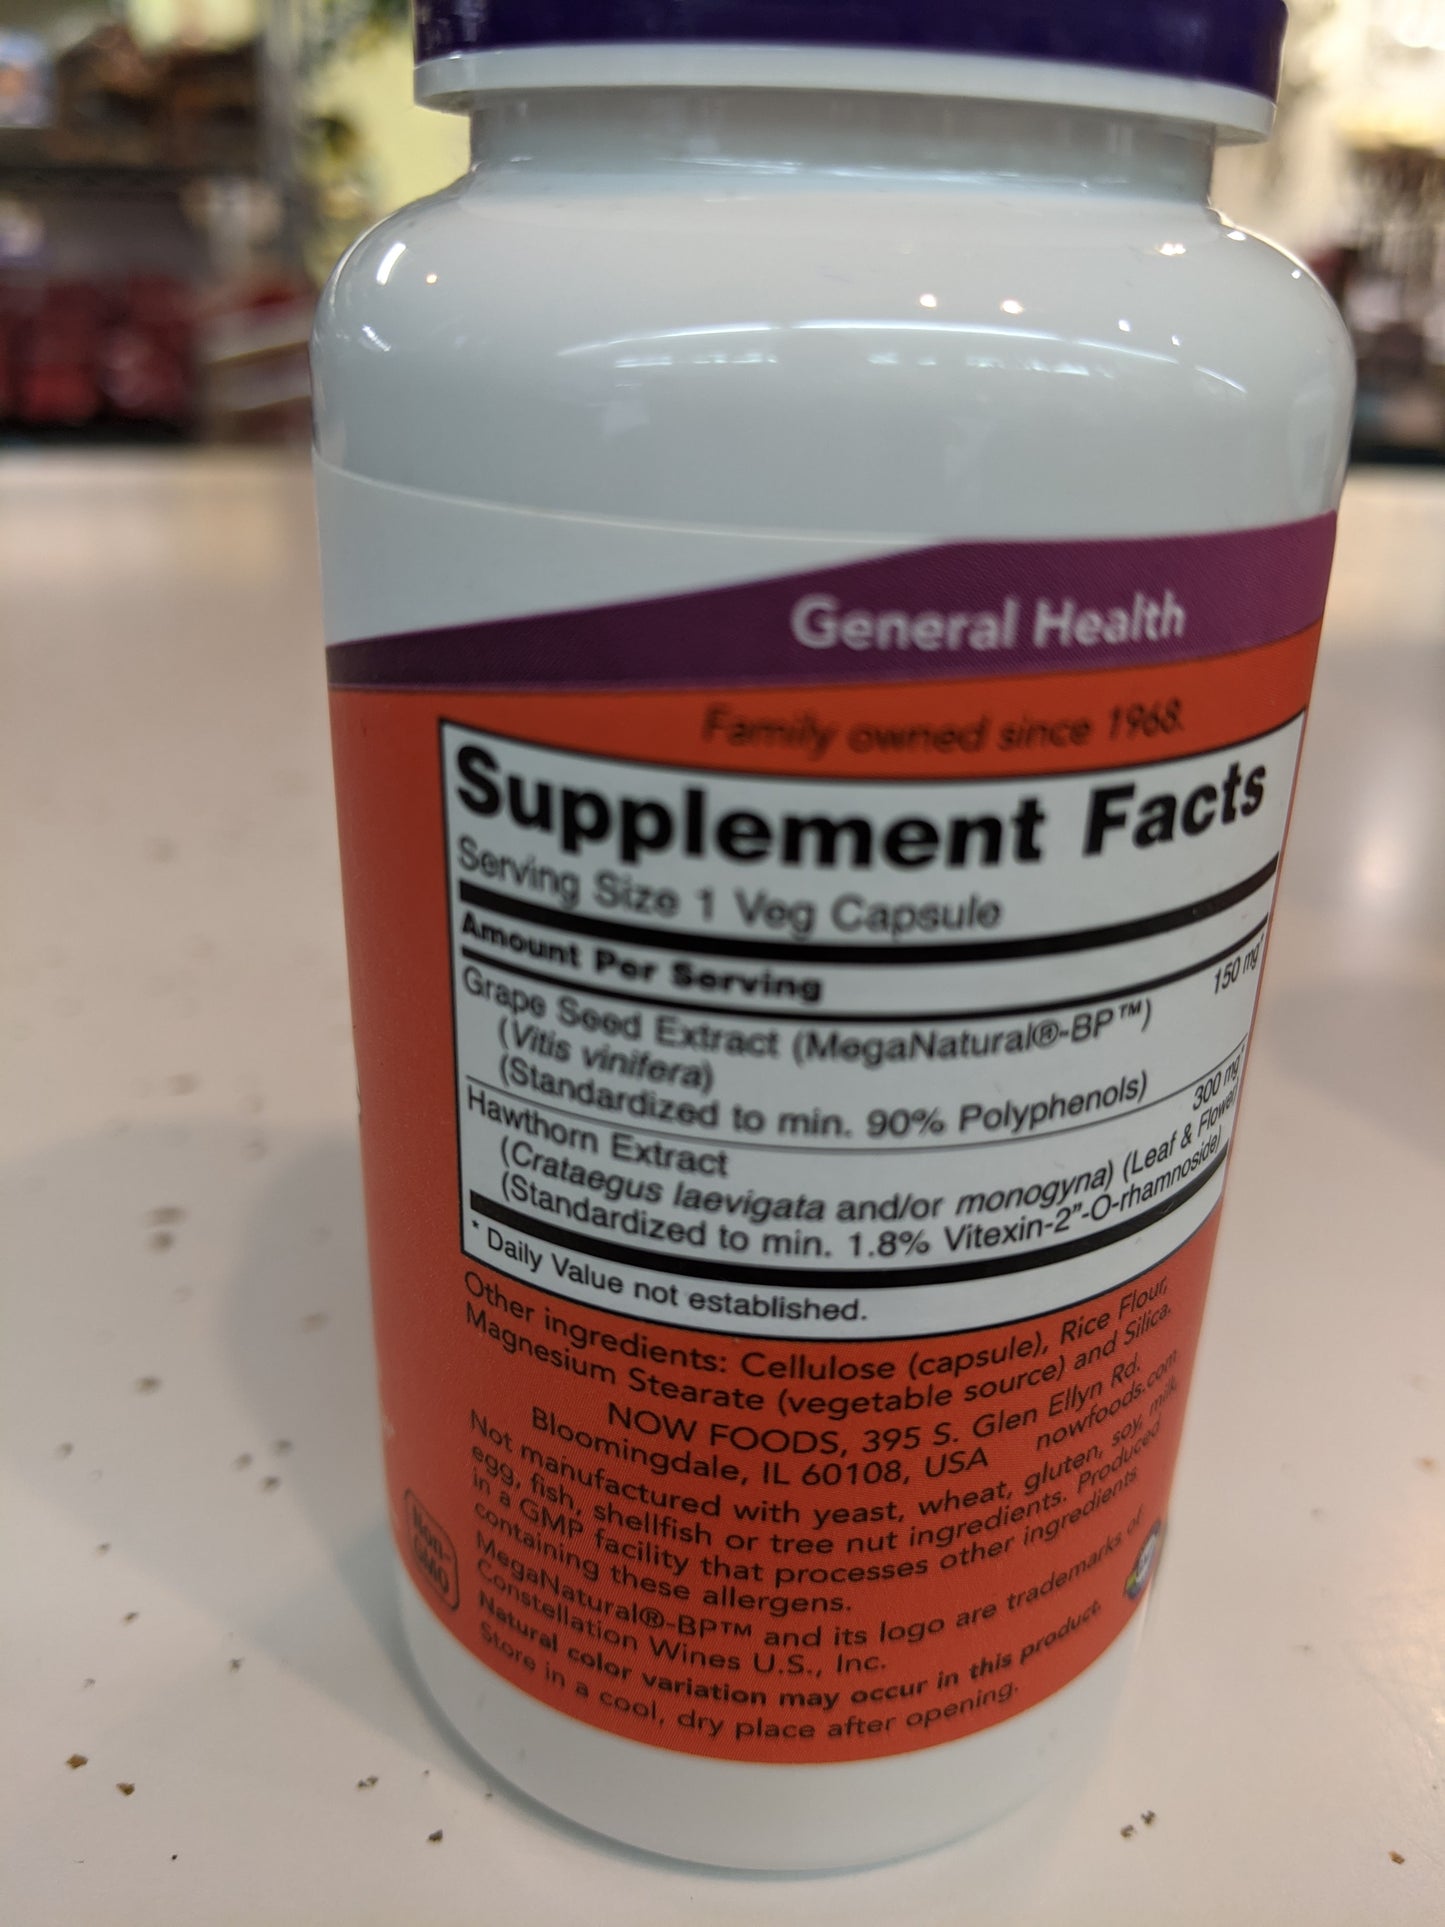 General Health
Family owned since 1968.
Supplement Facts
Serving Size 1 Veg Capsule
Amount Per Serving
Grape Seed Extract (MegaNatural®-BP™) 150 mg*
(Vitis vinifera)
(Standardized to min. 90% Polyphenols)
Hawthorn Extract 300 mg*
(Crataegus laevigata and/or monogyna) (Leaf & Flower)
(Standardized to min. 1.8% Vitexin-2”-O-rhamnoside)
* Daily Value not established.
Other ingredients: Cellulose (capsule), Rice Flour,
Magnesium Stearate (vegetable source) and Silica.
NOW FOODS, 395 S. Glen Ellyn Rd.
Bloomingdale, IL 60108, USA nowfoods.com
Not manufactured with yeast, wheat, gluten, soy, milk,
egg, fish, shellfish or tree nut ingredients. Produced
in a GMP facility that processes other ingredients
containing these allergens.
MegaNatural®-BP™ and its logo are trademarks of
Constellation Wines U.S., Inc.
Natural color variation may occur in this product.
Store in a cool, dry place after opening.
Non-
GMO